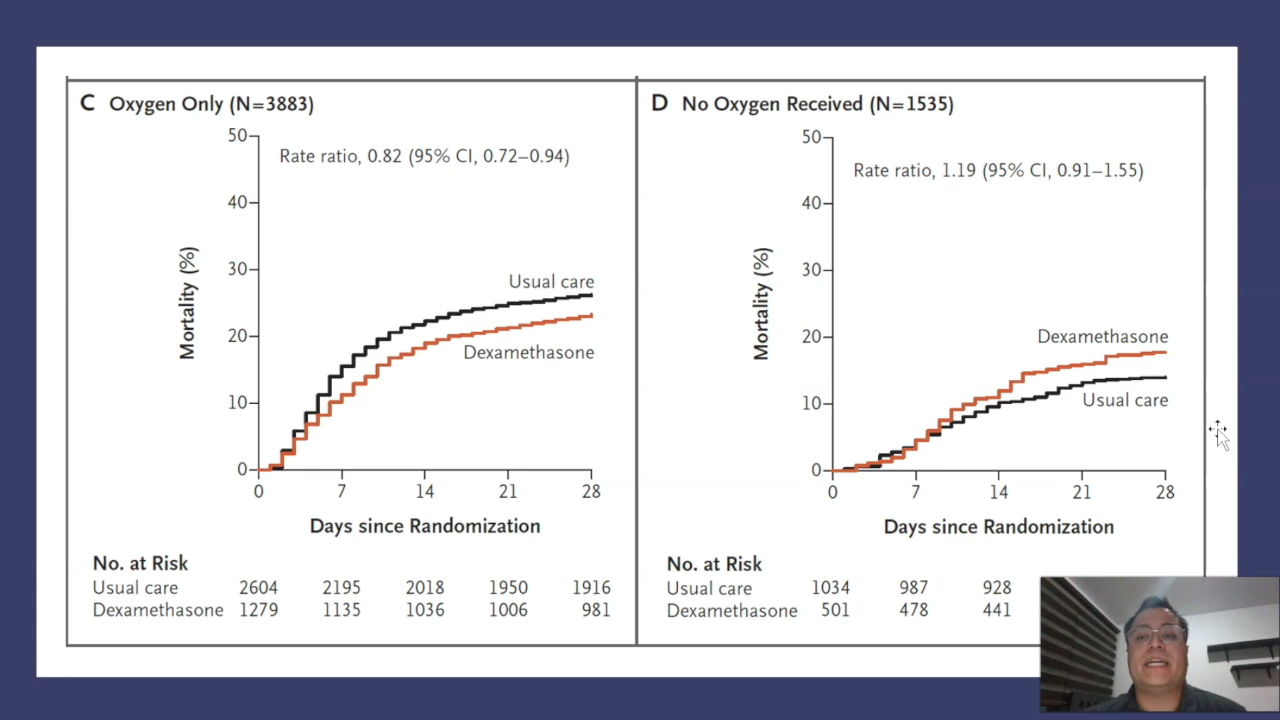 C Oxygen Only (N=3883)
50
Rate ratio, 0.82 (95% CI, 0.72–0.94)
40
30
20
10
0
Mortality (%)
Usual care
Dexamethasone
0 7 14 21 28
Days since Randomization
No. at Risk
Usual care 2604 2195 2018 1950 1916
Dexamethasone 1279 1135 1036 1006 981
D No Oxygen Received (N=1535)
50
Rate ratio, 1.19 (95% CI, 0.91–1.55)
40
30
20
10
0
Mortality (%)
Dexamethasone
Usual care
0 7 14 21 28
Days since Randomization
No. at Risk
Usual care 1034 987 928
Dexamethasone 501 478 441